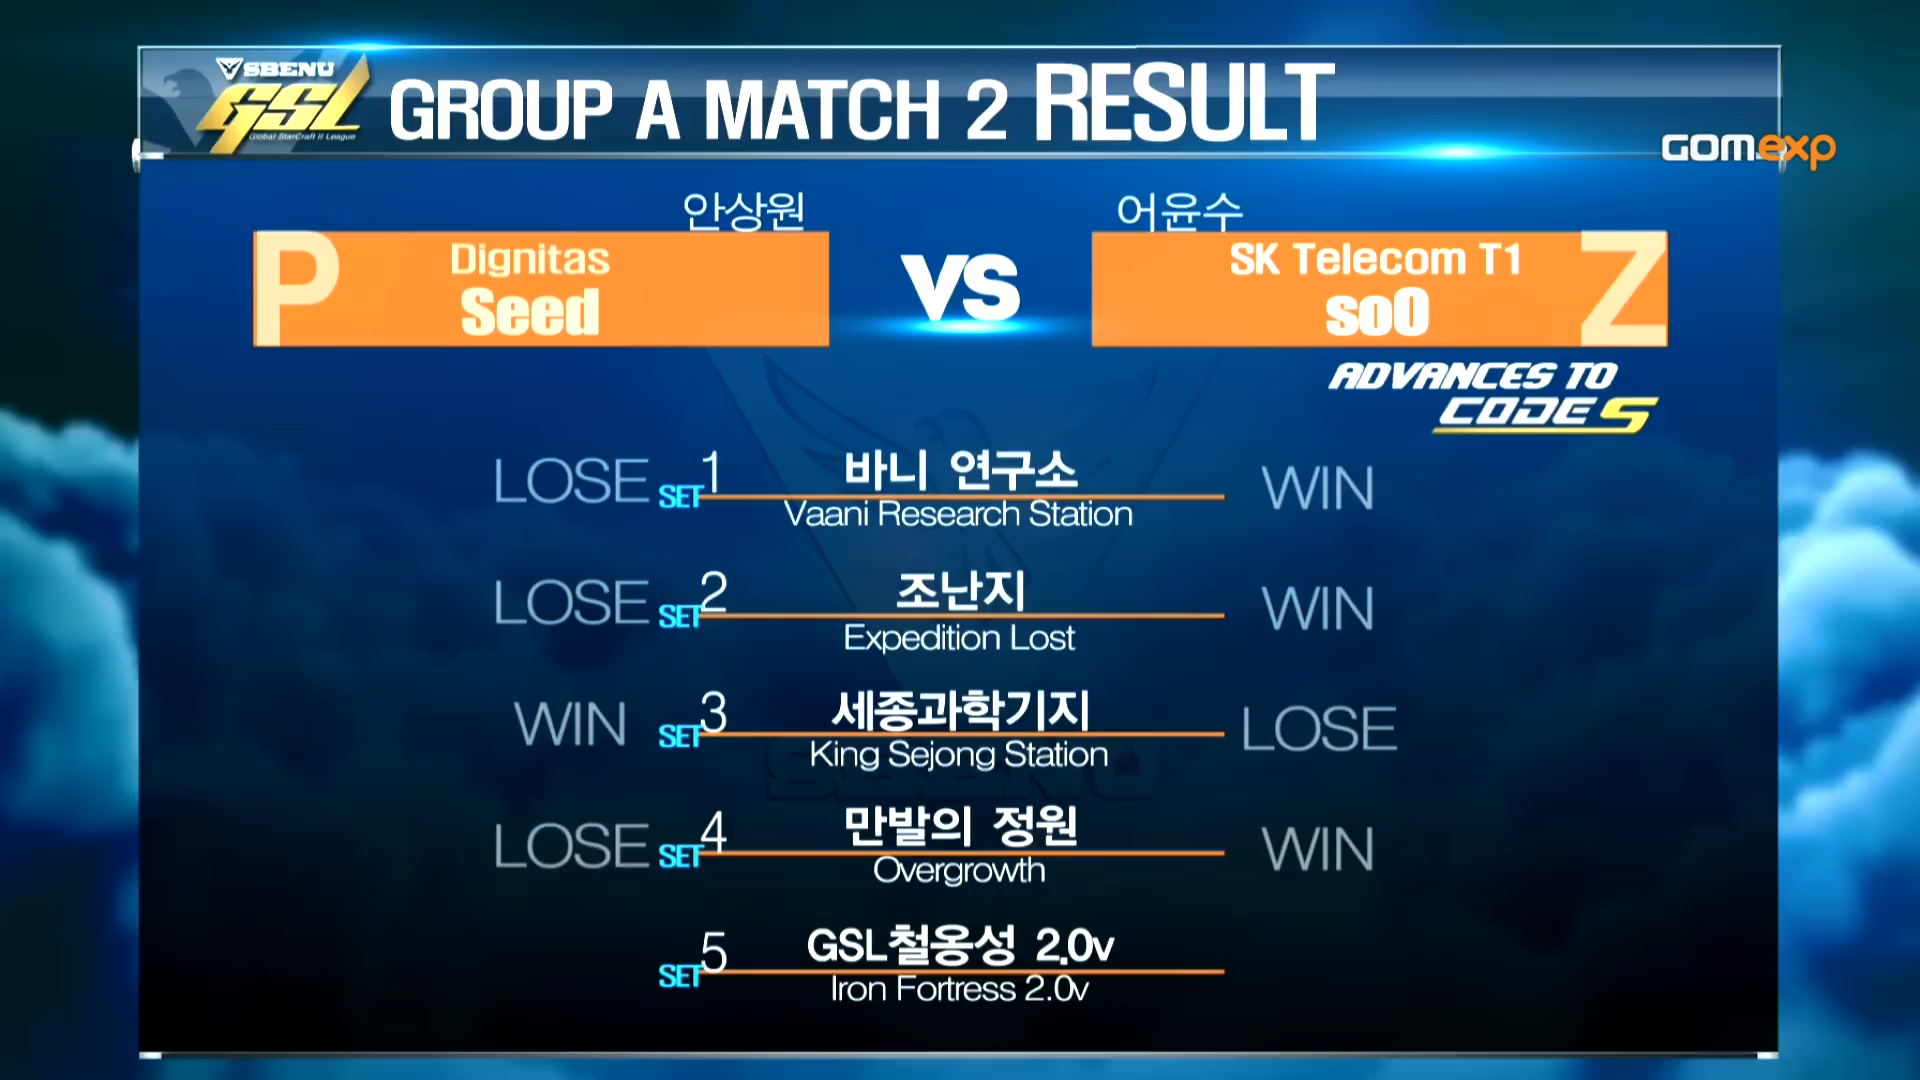 SBENU
GSL
Global StarCraft II League
GROUP A MATCH 2 RESULT
GOMexp
안상원
어윤수
P
Dignitas
Seed
VS
SK Telecom T1
soO
Z
ADVANCES TO
CODE S
LOSE SET 1 바니 연구소 WIN
Vaani Research Station
LOSE SET 2 조난지 WIN
Expedition Lost
WIN SET 3 세종과학기지 LOSE
King Sejong Station
SBENU
LOSE SET 4 만발의 정원 WIN
Overgrowth
SET 5 GSL철옹성 2.0v
Iron Fortress 2.0v